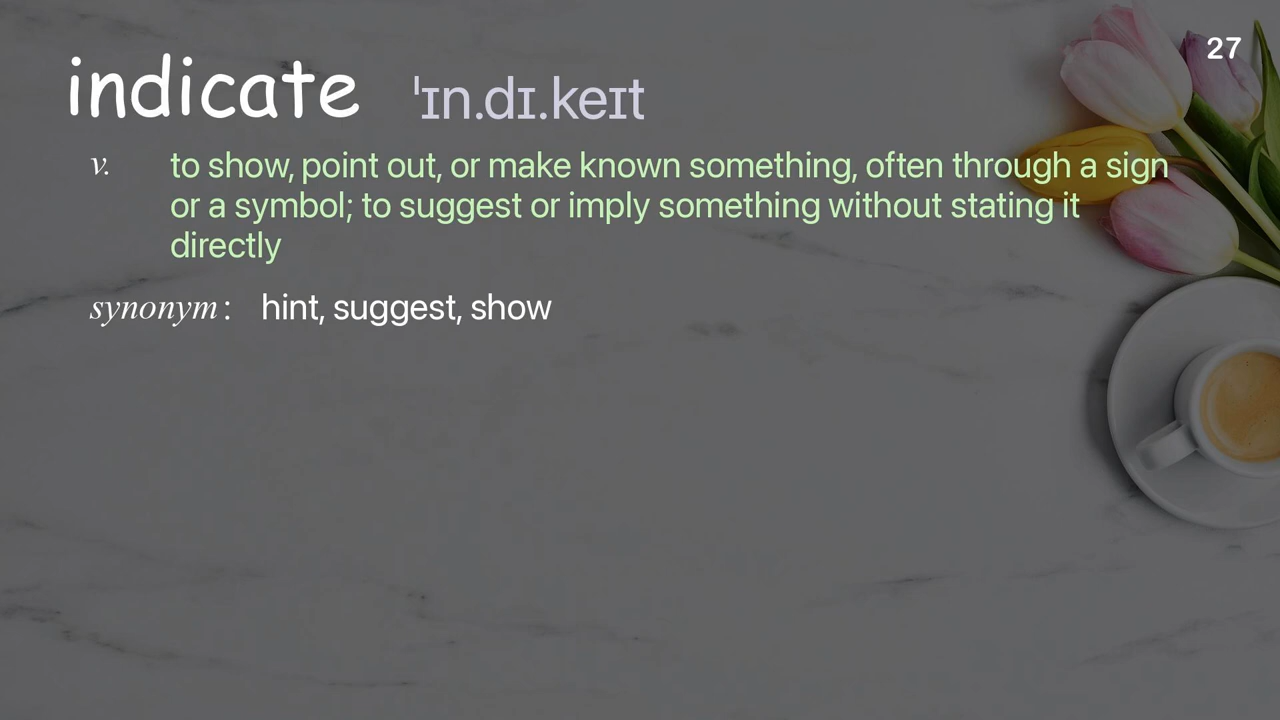 27
indicate ˈɪn.dɪ.keɪt
v. to show, point out, or make known something, often through a sign
or a symbol; to suggest or imply something without stating it
directly
synonym: hint, suggest, show